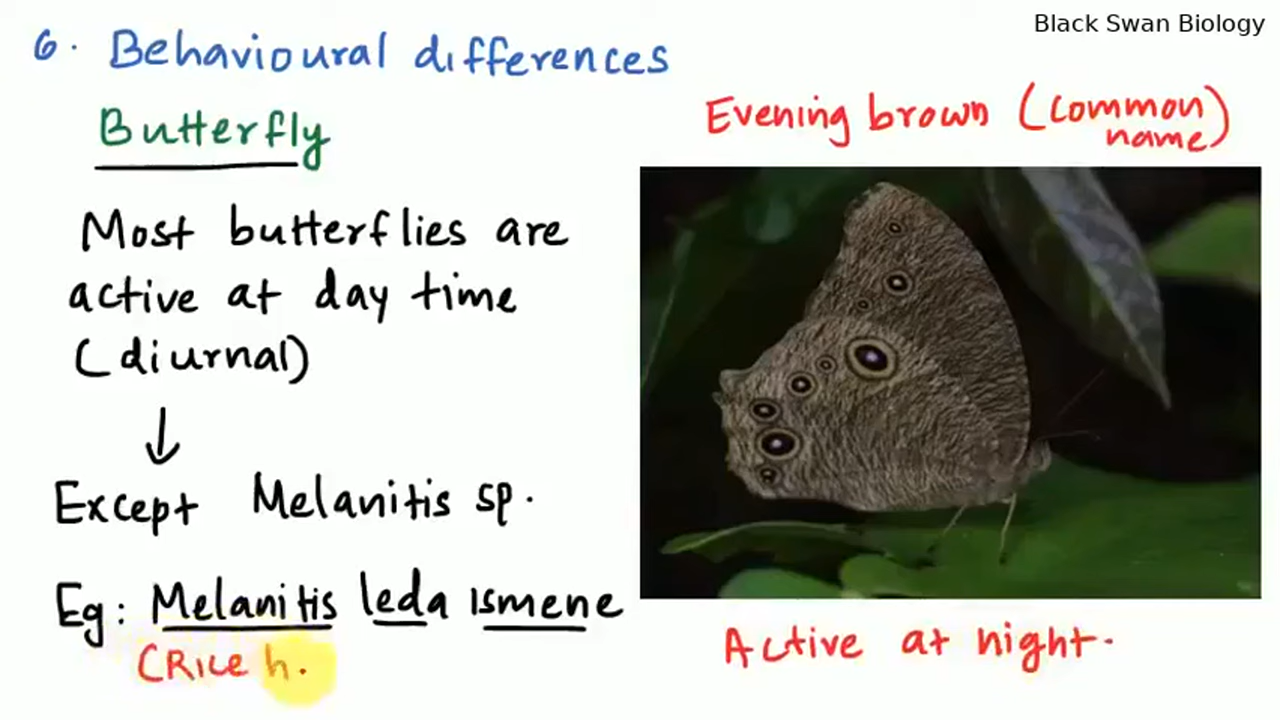 Black Swan Biology
6. Behavioural differences
Butterfly
Most butterflies are
active at day time
(diurnal)
↓
Except Melanitis sp.
Eg: Melanitis leda ismene
(Rice h.
Evening brown (common
name)
Active at night.